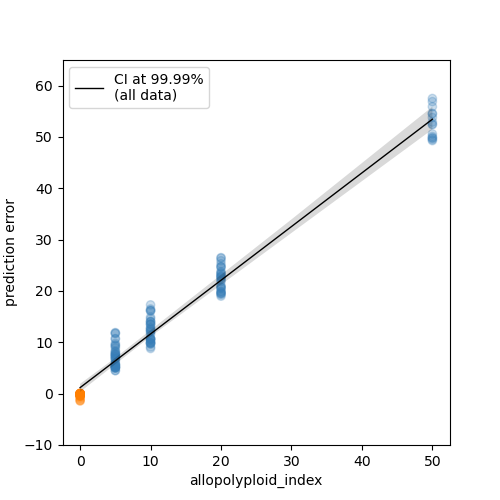 CI at 99.99%
(all data)
60
50
40
30
20
10
0
−10
prediction error
0 10 20 30 40 50
allopolyploid_index